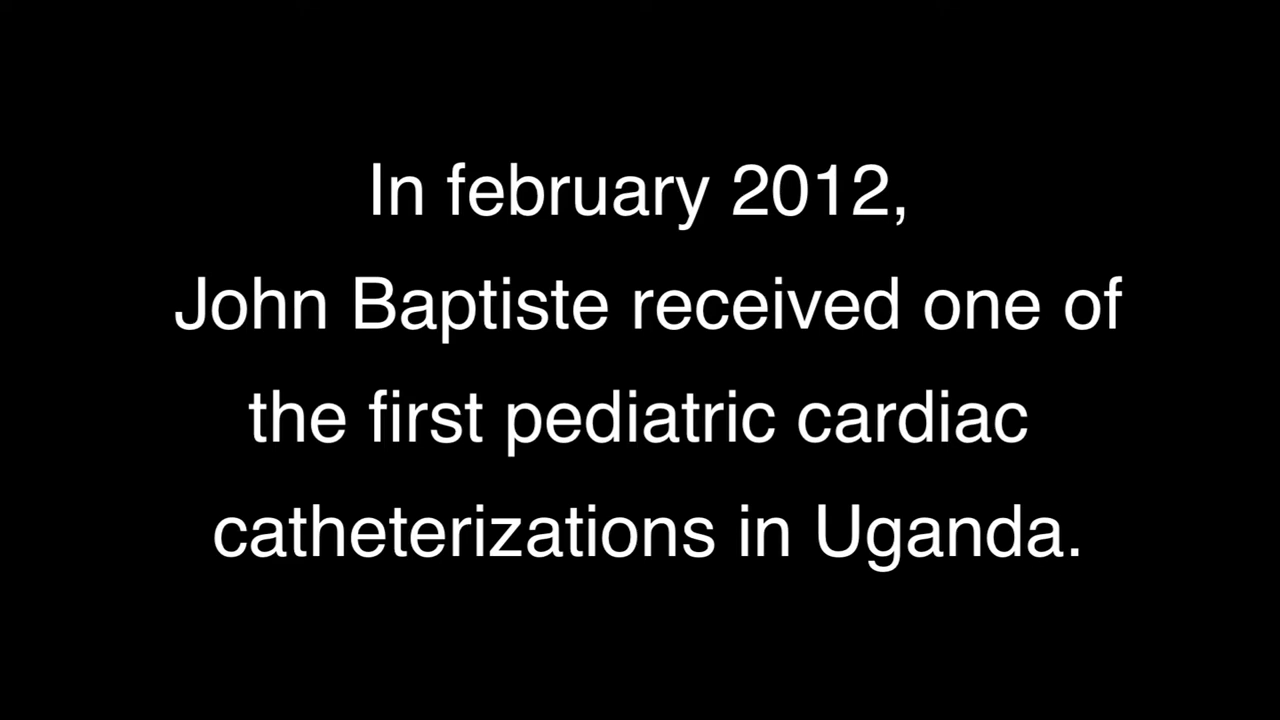 In february 2012,
John Baptiste received one of
the first pediatric cardiac
catheterizations in Uganda.